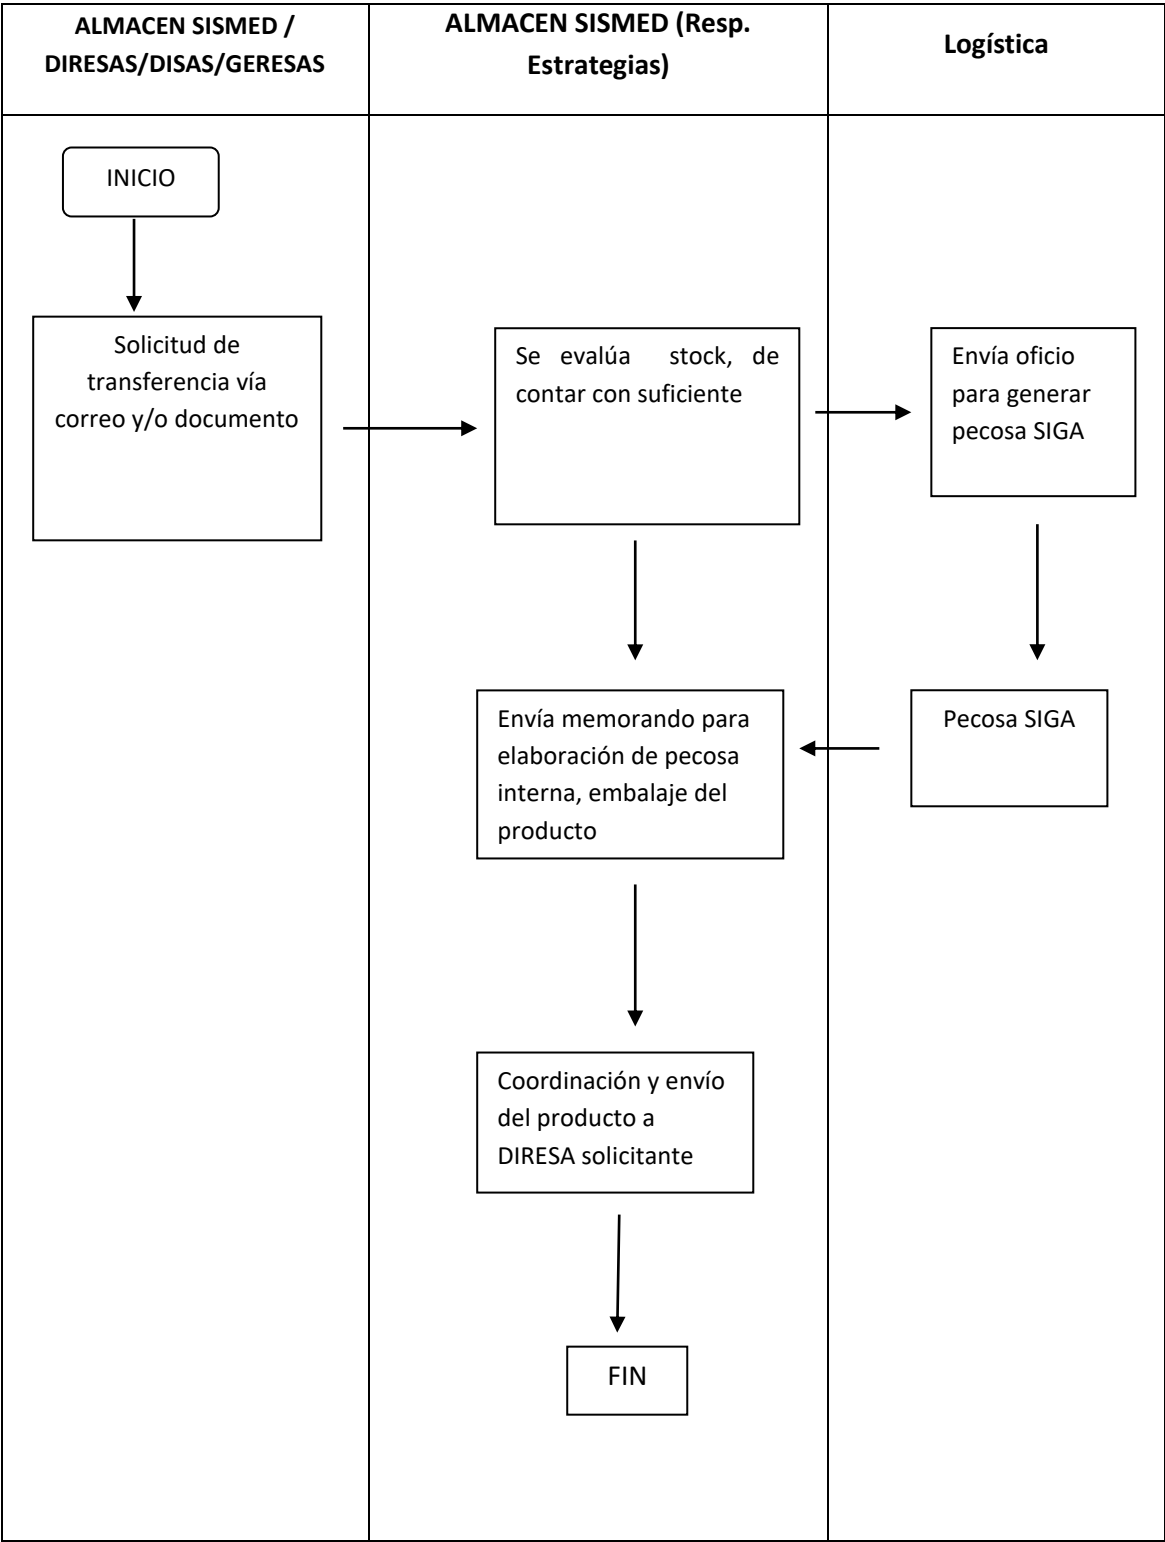 ALMACEN SISMED /
DIRESAS/DISAS/GERESAS
ALMACEN SISMED (Resp.
Estrategias)
Logística
INICIO
Solicitud de
transferencia vía
correo y/o documento
Se evalúa stock, de
contar con suficiente
Envía oficio
para generar
pecosa SIGA
Envía memorando para
elaboración de pecosa
interna, embalaje del
producto
Pecosa SIGA
Coordinación y envío
del producto a
DIRESA solicitante
FIN